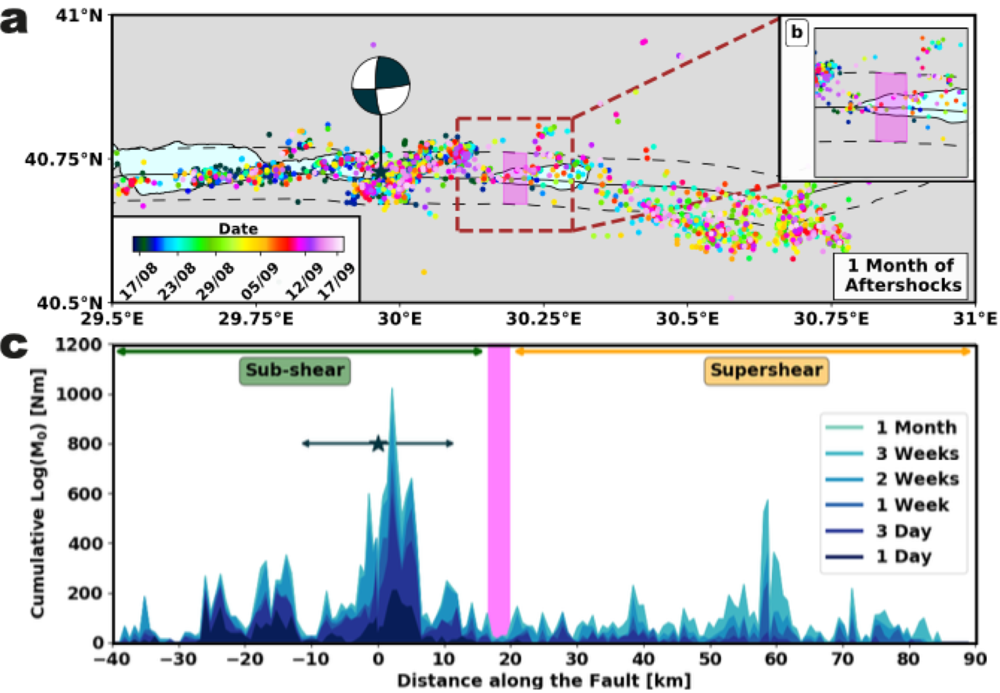 a
41°N
40.75°N
40.5°N
b
Date
17/08 23/08 29/08 05/09 12/09 17/09
1 Month of
Aftershocks
29.5°E 29.75°E 30°E 30.25°E 30.5°E 30.75°E 31°E
c
1200
1000
800
600
400
200
0
Cumulative Log(M₀) [Nm]
Sub-shear
Supershear
1 Month
3 Weeks
2 Weeks
1 Week
3 Day
1 Day
−40 −30 −20 −10 0 10 20 30 40 50 60 70 80 90
Distance along the Fault [km]